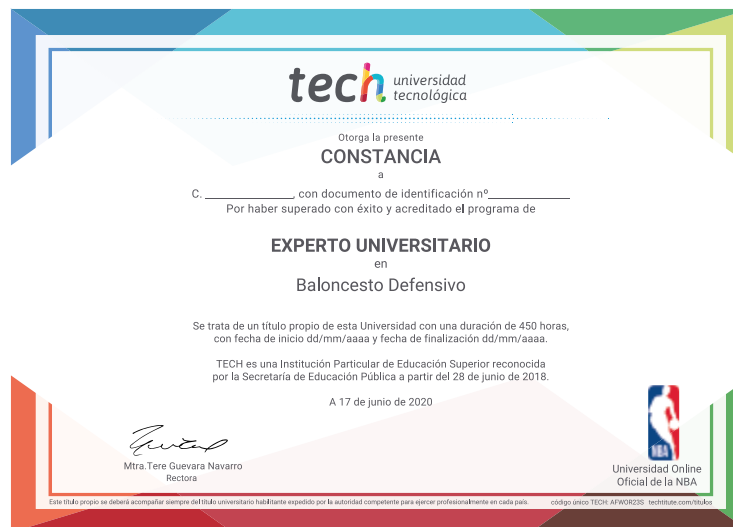 tech universidad
tecnológica
Otorga la presente
CONSTANCIA
a
C. ______________, con documento de identificación nº______________
Por haber superado con éxito y acreditado el programa de
EXPERTO UNIVERSITARIO
en
Baloncesto Defensivo
Se trata de un título propio de esta Universidad con una duración de 450 horas,
con fecha de inicio dd/mm/aaaa y fecha de finalización dd/mm/aaaa.
TECH es una Institución Particular de Educación Superior reconocida
por la Secretaría de Educación Pública a partir del 28 de junio de 2018.
A 17 de junio de 2020
Mtra.Tere Guevara Navarro
Rectora
NBA
Universidad Online
Oficial de la NBA
Este título propio se deberá acompañar siempre del título universitario habilitante expedido por la autoridad competente para ejercer profesionalmente en cada país. código único TECH: AFWOR23S techtitute.com/titulos